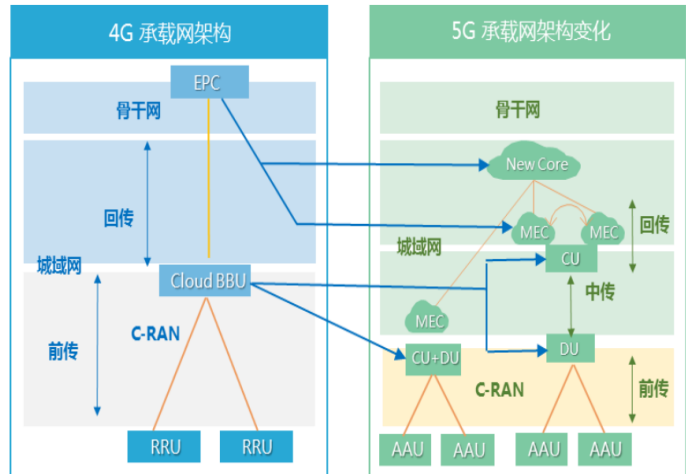 4G 承载网架构
EPC
骨干网
回传
城域网
Cloud BBU
C-RAN
前传
RRU
RRU
5G 承载网架构变化
骨干网
New Core
MEC
MEC
回传
城域网
CU
中传
MEC
CU+DU
DU
C-RAN
前传
AAU
AAU
AAU
AAU